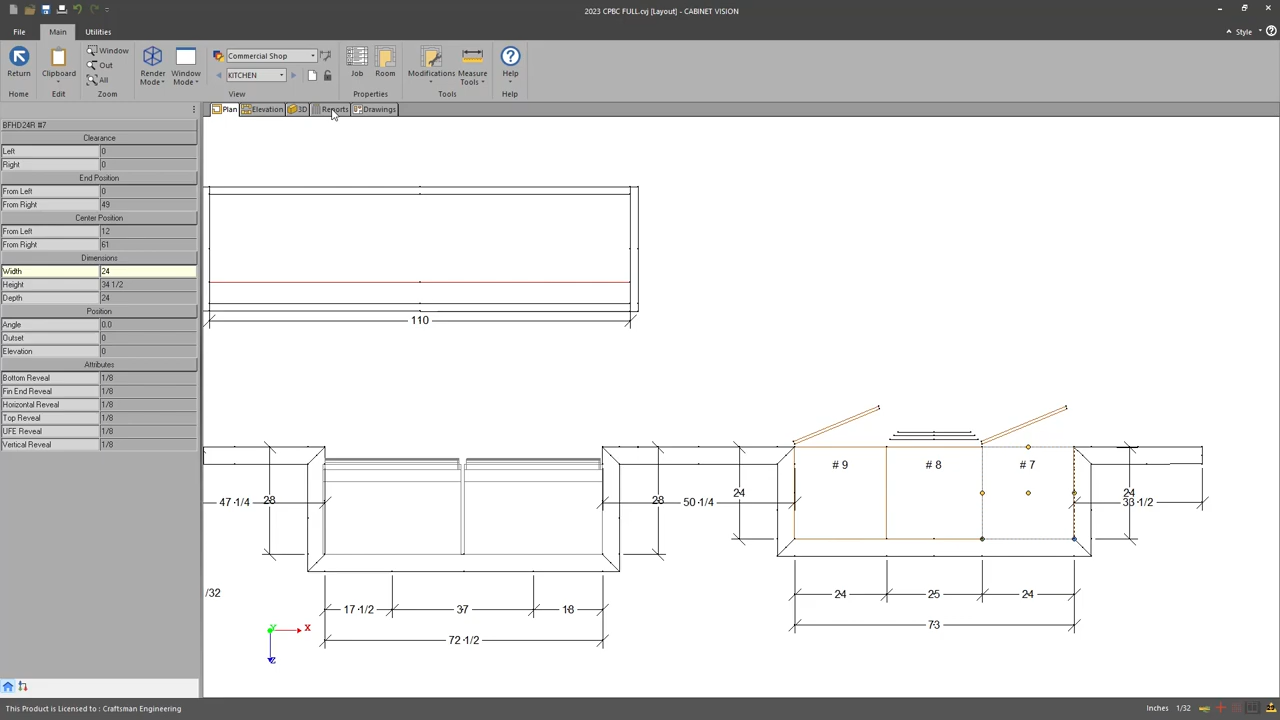 2023 CPBC FULL.cvj [Layout] - CABINET VISION
File Main Utilities
Style
Return
Clipboard
Window
Out
All
Render Mode
Window Mode
Commercial Shop
KITCHEN
Job
Room
Modifications
Measure Tools
Help
Home Edit Zoom View Properties Tools Help
Plan Elevation 3D Reports Drawings
BFHD24R #7
Clearance
Left 0
Right 0
End Position
From Left 0
From Right 49
Center Position
From Left 12
From Right 61
Dimensions
Width 24
Height 34 1/2
Depth 24
Position
Angle 0.0
Outset 0
Elevation 0
Attributes
Bottom Reveal 1/8
Fin End Reveal 1/8
Horizontal Reveal 1/8
Top Reveal 1/8
UFE Reveal 1/8
Vertical Reveal 1/8
110
# 9 # 8 # 7
47 1/4 28 28 50 1/4 24 24 33 1/2
/32
24 25 24
17 1/2 37 18
73
72 1/2
Y X
Z
This Product is Licensed to : Craftsman Engineering
Inches 1/32